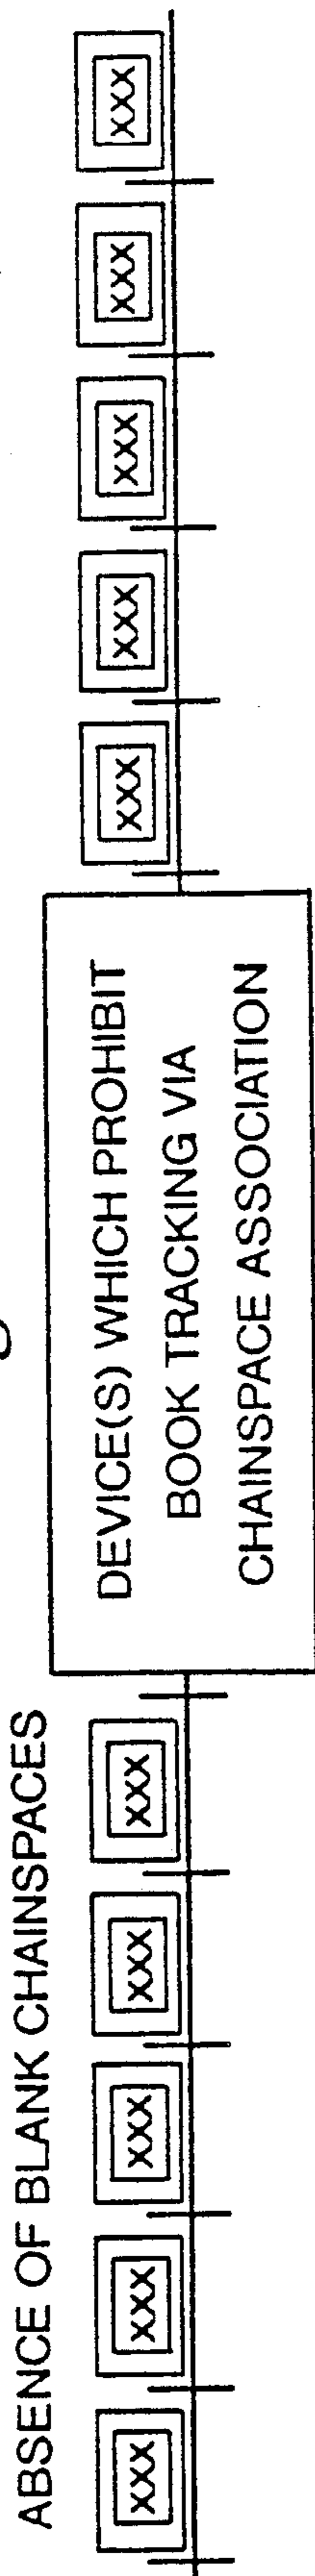 ABSENCE OF BLANK CHAINSPACES
XXX
XXX
XXX
XXX
XXX
DEVICE(S) WHICH PROHIBIT
BOOK TRACKING VIA
CHAINSPACE ASSOCIATION
XXX
XXX
XXX
XXX
XXX